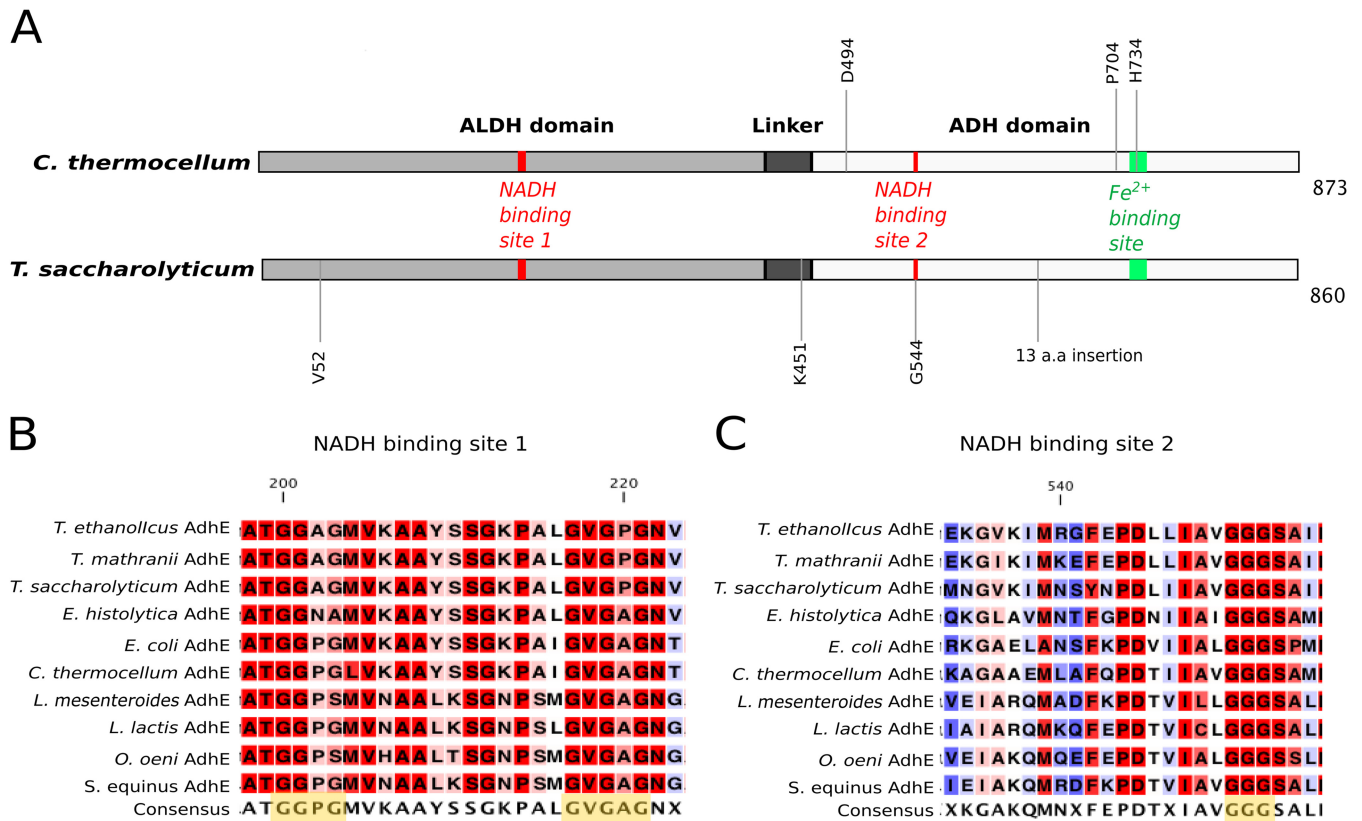 A
D494
P704
H734
ALDH domain
Linker
ADH domain
C. thermocellum
873
NADH
binding
site 1
NADH
binding
site 2
Fe2+
binding
site
T. saccharolyticum
860
V52
K451
G544
13 a.a insertion
B
NADH binding site 1
200 220
T. ethanolIcus AdhE ATGGAGMVKAAYSSGKPALGVGPGNV
T. mathranii AdhE ATGGAGMVKAAYSSGKPALGVGPGNV
T. saccharolyticum AdhE ATGGAGMVKAAYSSGKPALGVGPGNV
E. histolytica AdhE ATGGNAMVKAAYSSGKPALGVGAGNV
E. coli AdhE ATGGPGMVKAAYSSGKPAIGVGAGNT
C. thermocellum AdhE ATGGPGLVKAAYSSGKPAIGVGAGNT
L. mesenteroides AdhE ATGGPSMVNAALKSGNPSMGVGAGNG
L. lactis AdhE ATGGPSMVNAALKSGNPSLGVGAGNG
O. oeni AdhE ATGGPSMVHAALTSGNPSMGVGAGNG
S. equinus AdhE ATGGPGMVNAALKSGNPSMGVGAGNG
Consensus ATGGPGMVKAAYSSGKPALGVGAGNX
C
NADH binding site 2
540
T. ethanolIcus AdhE EKGVKIMRGFEPDLLIAVGGGSAI
T. mathranii AdhE EKGIKIMKEFEPDLLIAVGGGSAI
T. saccharolyticum AdhE MNGVKIMNSYNPDLIIAVGGGSAI
E. histolytica AdhE QKGLAVMNTFGPDNIIAIGGGSAM
E. coli AdhE RKGAELANSFKPDVIIALGGGSPM
C. thermocellum AdhE KAGAAEMLAFQPDTIIAVGGGSAM
L. mesenteroides AdhE VEIARQMADFKPDTVILLGGGSAL
L. lactis AdhE IAIARQMKQFEPDTVICLGGGSAL
O. oeni AdhE VEIAKQMQEFEPDTVIALGGGSSL
S. equinus AdhE IEIAKQMRDFKPDTVIALGGGSAL
Consensus XKGAKQMNXFEPDTXIAVGGGSALI